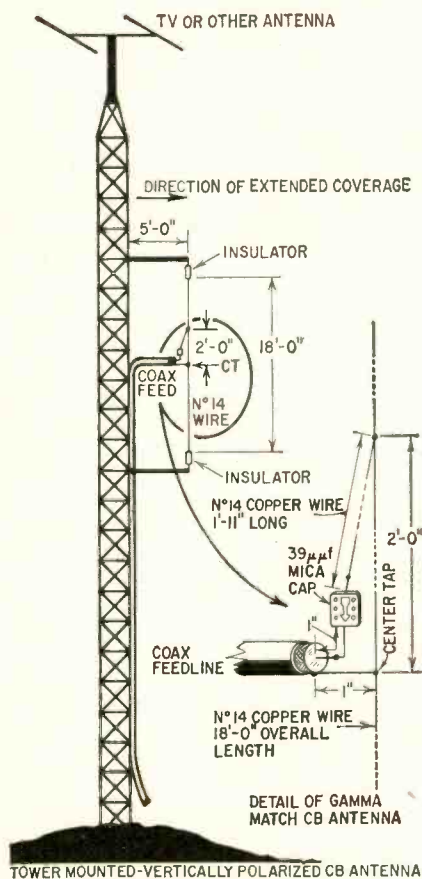 TV OR OTHER ANTENNA
DIRECTION OF EXTENDED COVERAGE
5'-0"
INSULATOR
2'-0"
18'-0"
CT
COAX
FEED
N° 14
WIRE
INSULATOR
N° 14 COPPER WIRE
1'-11" LONG
2'-0"
39µµf
MICA
CAP
CENTER TAP
1"
COAX
FEEDLINE
1"
N° 14 COPPER WIRE
18'-0" OVERALL
LENGTH
DETAIL OF GAMMA
MATCH CB ANTENNA
TOWER MOUNTED-VERTICALLY POLARIZED CB ANTENNA